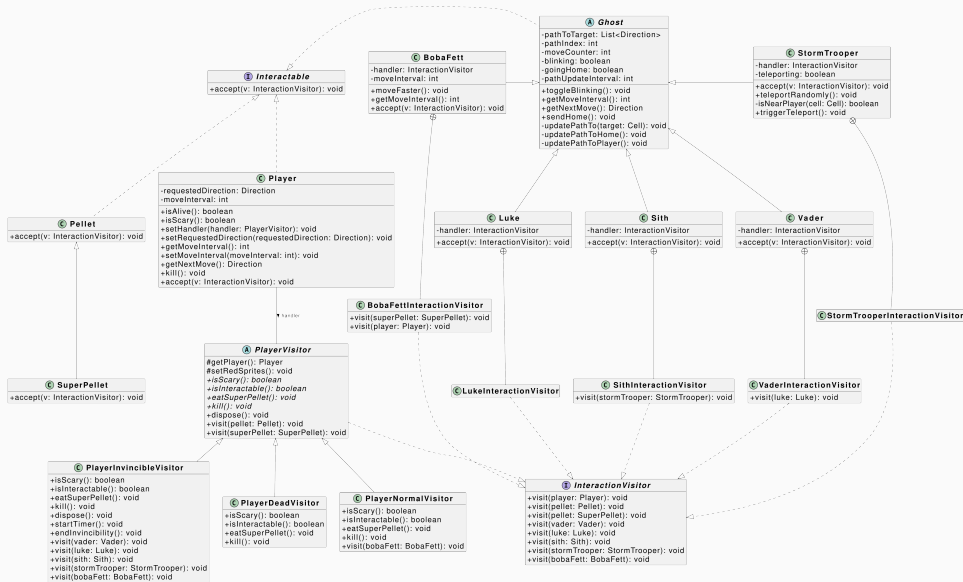 A Ghost
-pathToTarget: List<Direction>
-pathIndex: int
-moveCounter: int
-blinking: boolean
-goingHome: boolean
-pathUpdateInterval: int
+toggleBlinking(): void
+getMoveInterval(): int
+getNextMove(): Direction
+sendHome(): void
-updatePathTo(target: Cell): void
-updatePathToHome(): void
-updatePathToPlayer(): void
C BobaFett
-handler: InteractionVisitor
-moveInterval: int
+moveFaster(): void
+getMoveInterval(): int
+accept(v: InteractionVisitor): void
C StormTrooper
-handler: InteractionVisitor
-teleporting: boolean
+accept(v: InteractionVisitor): void
+teleportRandomly(): void
-isNearPlayer(cell: Cell): boolean
+triggerTeleport(): void
I Interactable
+accept(v: InteractionVisitor): void
C Player
-requestedDirection: Direction
-moveInterval: int
+isAlive(): boolean
+isScary(): boolean
+setHandler(handler: PlayerVisitor): void
+setRequestedDirection(requestedDirection: Direction): void
+getMoveInterval(): int
+setMoveInterval(moveInterval: int): void
+getNextMove(): Direction
+kill(): void
+accept(v: InteractionVisitor): void
C Pellet
+accept(v: InteractionVisitor): void
C Luke
-handler: InteractionVisitor
+accept(v: InteractionVisitor): void
C Sith
-handler: InteractionVisitor
+accept(v: InteractionVisitor): void
C Vader
-handler: InteractionVisitor
+accept(v: InteractionVisitor): void
handler
C BobaFettInteractionVisitor
+visit(superPellet: SuperPellet): void
+visit(player: Player): void
C StormTrooperInteractionVisitor
A PlayerVisitor
#getPlayer(): Player
#setRedSprites(): void
+isScary(): boolean
+isInteractable(): boolean
+eatSuperPellet(): void
+kill(): void
+dispose(): void
+visit(pellet: Pellet): void
+visit(superPellet: SuperPellet): void
C SuperPellet
+accept(v: InteractionVisitor): void
C LukeInteractionVisitor
C SithInteractionVisitor
+visit(stormTrooper: StormTrooper): void
C VaderInteractionVisitor
+visit(luke: Luke): void
C PlayerInvincibleVisitor
+isScary(): boolean
+isInteractable(): boolean
+eatSuperPellet(): void
+kill(): void
+dispose(): void
+startTimer(): void
+endInvincibility(): void
+visit(vader: Vader): void
+visit(luke: Luke): void
+visit(sith: Sith): void
+visit(stormTrooper: StormTrooper): void
+visit(bobaFett: BobaFett): void
C PlayerDeadVisitor
+isScary(): boolean
+isInteractable(): boolean
+eatSuperPellet(): void
+kill(): void
C PlayerNormalVisitor
+isScary(): boolean
+isInteractable(): boolean
+eatSuperPellet(): void
+kill(): void
+visit(bobaFett: BobaFett): void
I InteractionVisitor
+visit(player: Player): void
+visit(pellet: Pellet): void
+visit(pellet: SuperPellet): void
+visit(vader: Vader): void
+visit(luke: Luke): void
+visit(sith: Sith): void
+visit(stormTrooper: StormTrooper): void
+visit(bobaFett: BobaFett): void